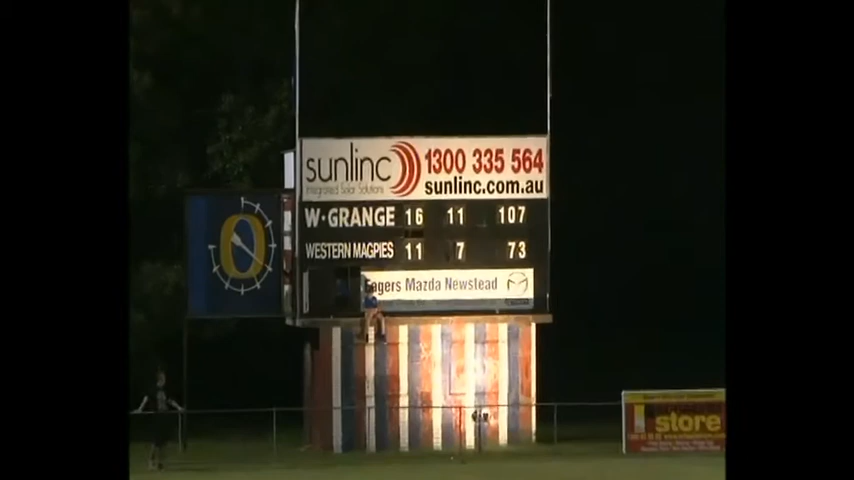 sunlinc
Integrated Solar Solutions
1300 335 564
sunlinc.com.au
W·GRANGE 16 11 107
WESTERN MAGPIES 11 7 73
Eagers Mazda Newstead
store